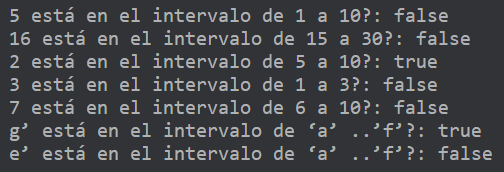 5 está en el intervalo de 1 a 10?: false
16 está en el intervalo de 15 a 30?: false
2 está en el intervalo de 5 a 10?: true
3 está en el intervalo de 1 a 3?: false
7 está en el intervalo de 6 a 10?: false
g’ está en el intervalo de ‘a’ ..’f’?: true
e’ está en el intervalo de ‘a’ ..’f’?: false